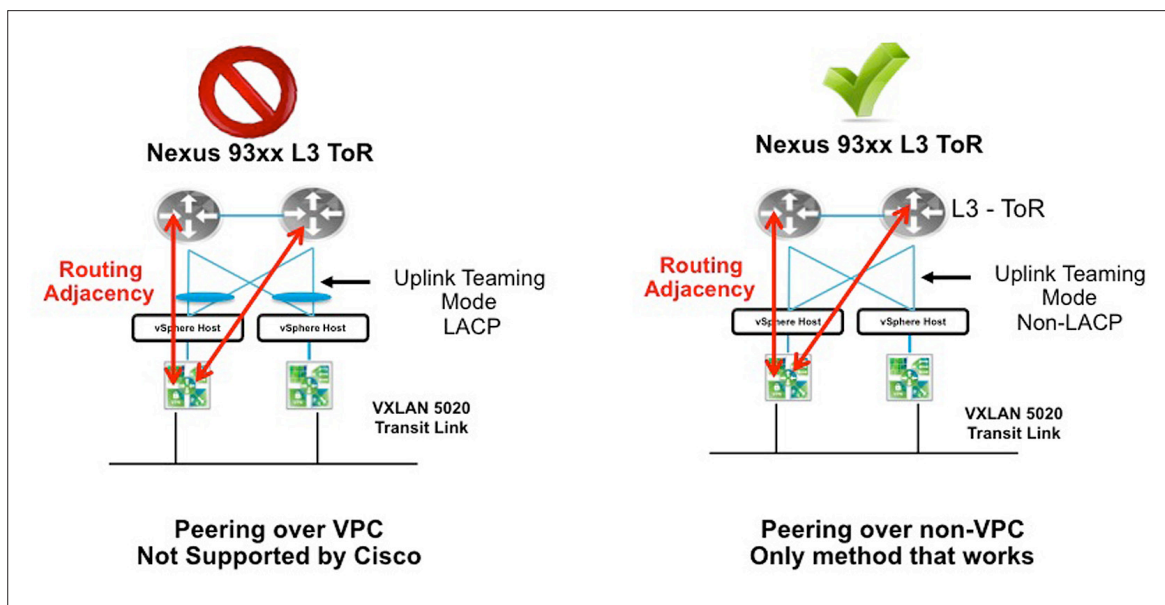 Nexus 93xx L3 ToR
Routing
Adjacency
Uplink Teaming
Mode
LACP
vSphere Host
vSphere Host
VXLAN 5020
Transit Link
Peering over VPC
Not Supported by Cisco
Nexus 93xx L3 ToR
L3 - ToR
Routing
Adjacency
Uplink Teaming
Mode
Non-LACP
vSphere Host
vSphere Host
VXLAN 5020
Transit Link
Peering over non-VPC
Only method that works